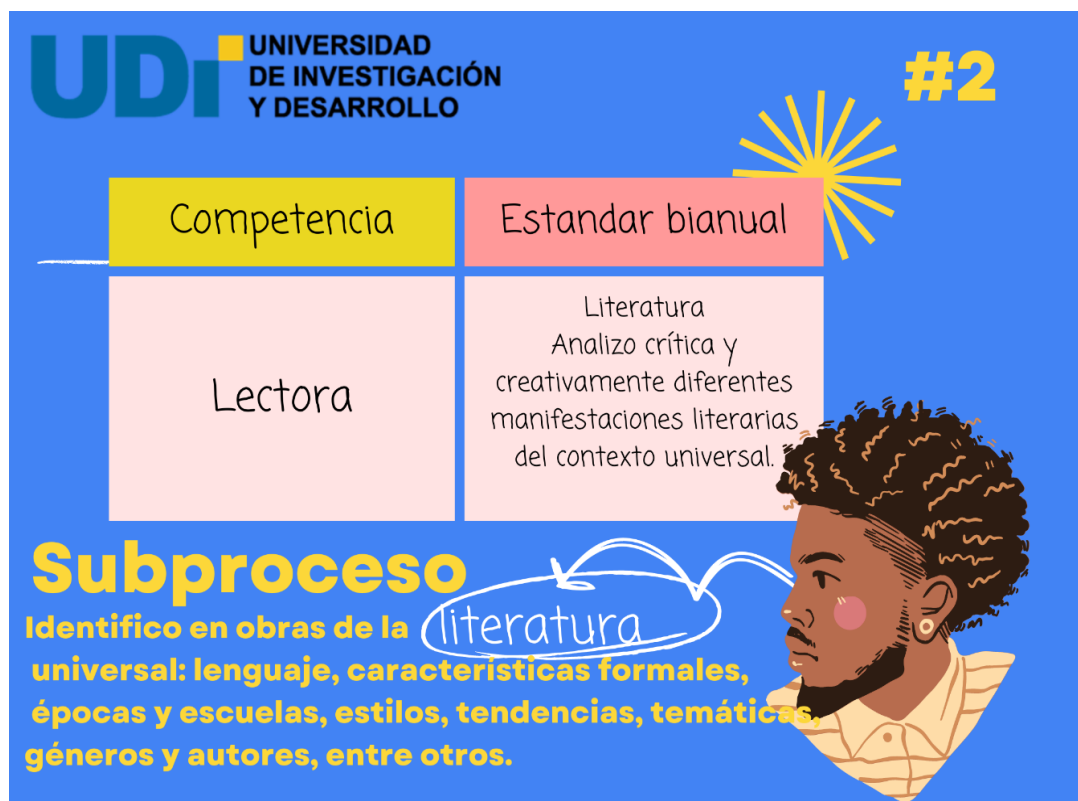 UDI UNIVERSIDAD
DE INVESTIGACIÓN
Y DESARROLLO
#2
Competencia
Estandar bianual
Lectora
Literatura
Analizo crítica y
creativamente diferentes
manifestaciones literarias
del contexto universal.
Subproceso
Identifico en obras de la literatura
universal: lenguaje, características formales,
épocas y escuelas, estilos, tendencias, temáticas,
géneros y autores, entre otros.